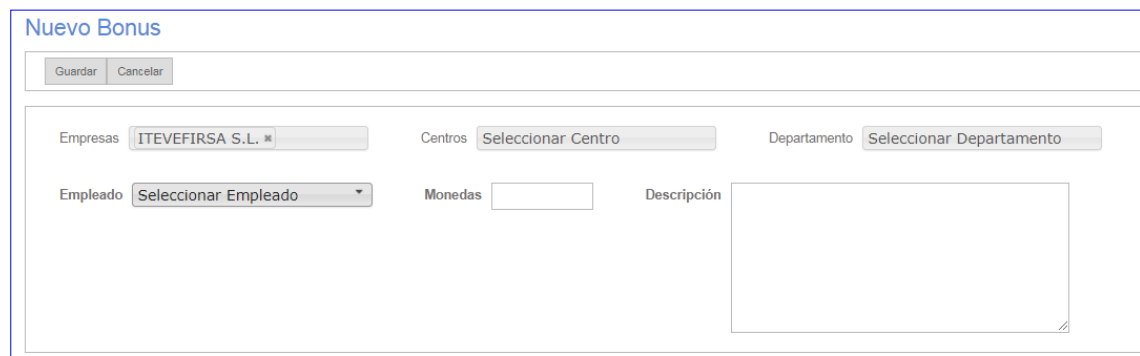 Nuevo Bonus
Guardar Cancelar
Empresas ITEVEFIRSA S.L. Centros Seleccionar Centro Departamento Seleccionar Departamento
Empleado Seleccionar Empleado Monedas Descripción